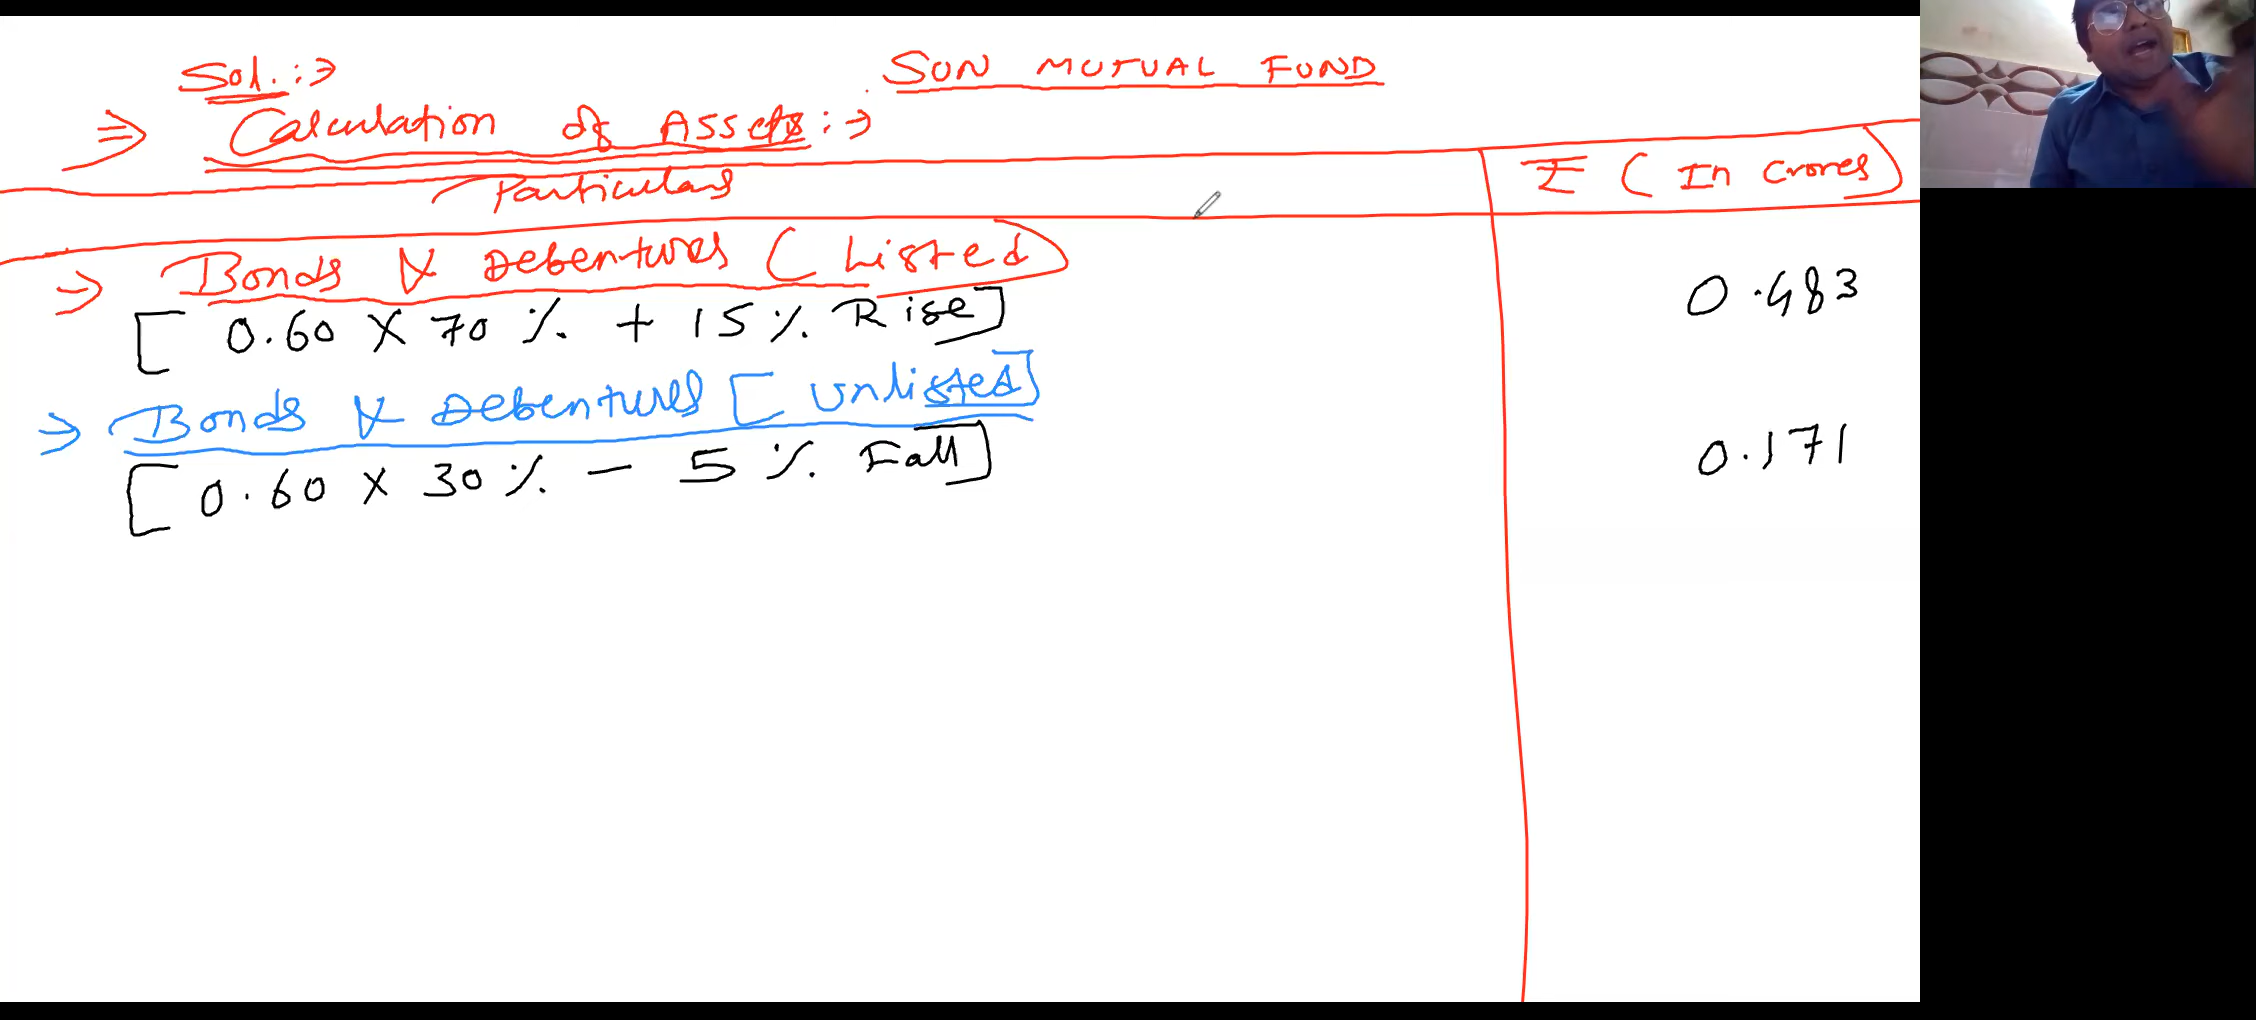 Sol. :→ SUN MUTUAL FUND
⇒ Calculation of Assets :→
Particulars ₹ (In Crores)
⇒ Bonds & Debentures (Listed)
[0.60 × 70 % + 15 % Rise] 0.483
⇒ Bonds & Debentures [Unlisted]
[0.60 × 30 % - 5 % Fall] 0.171